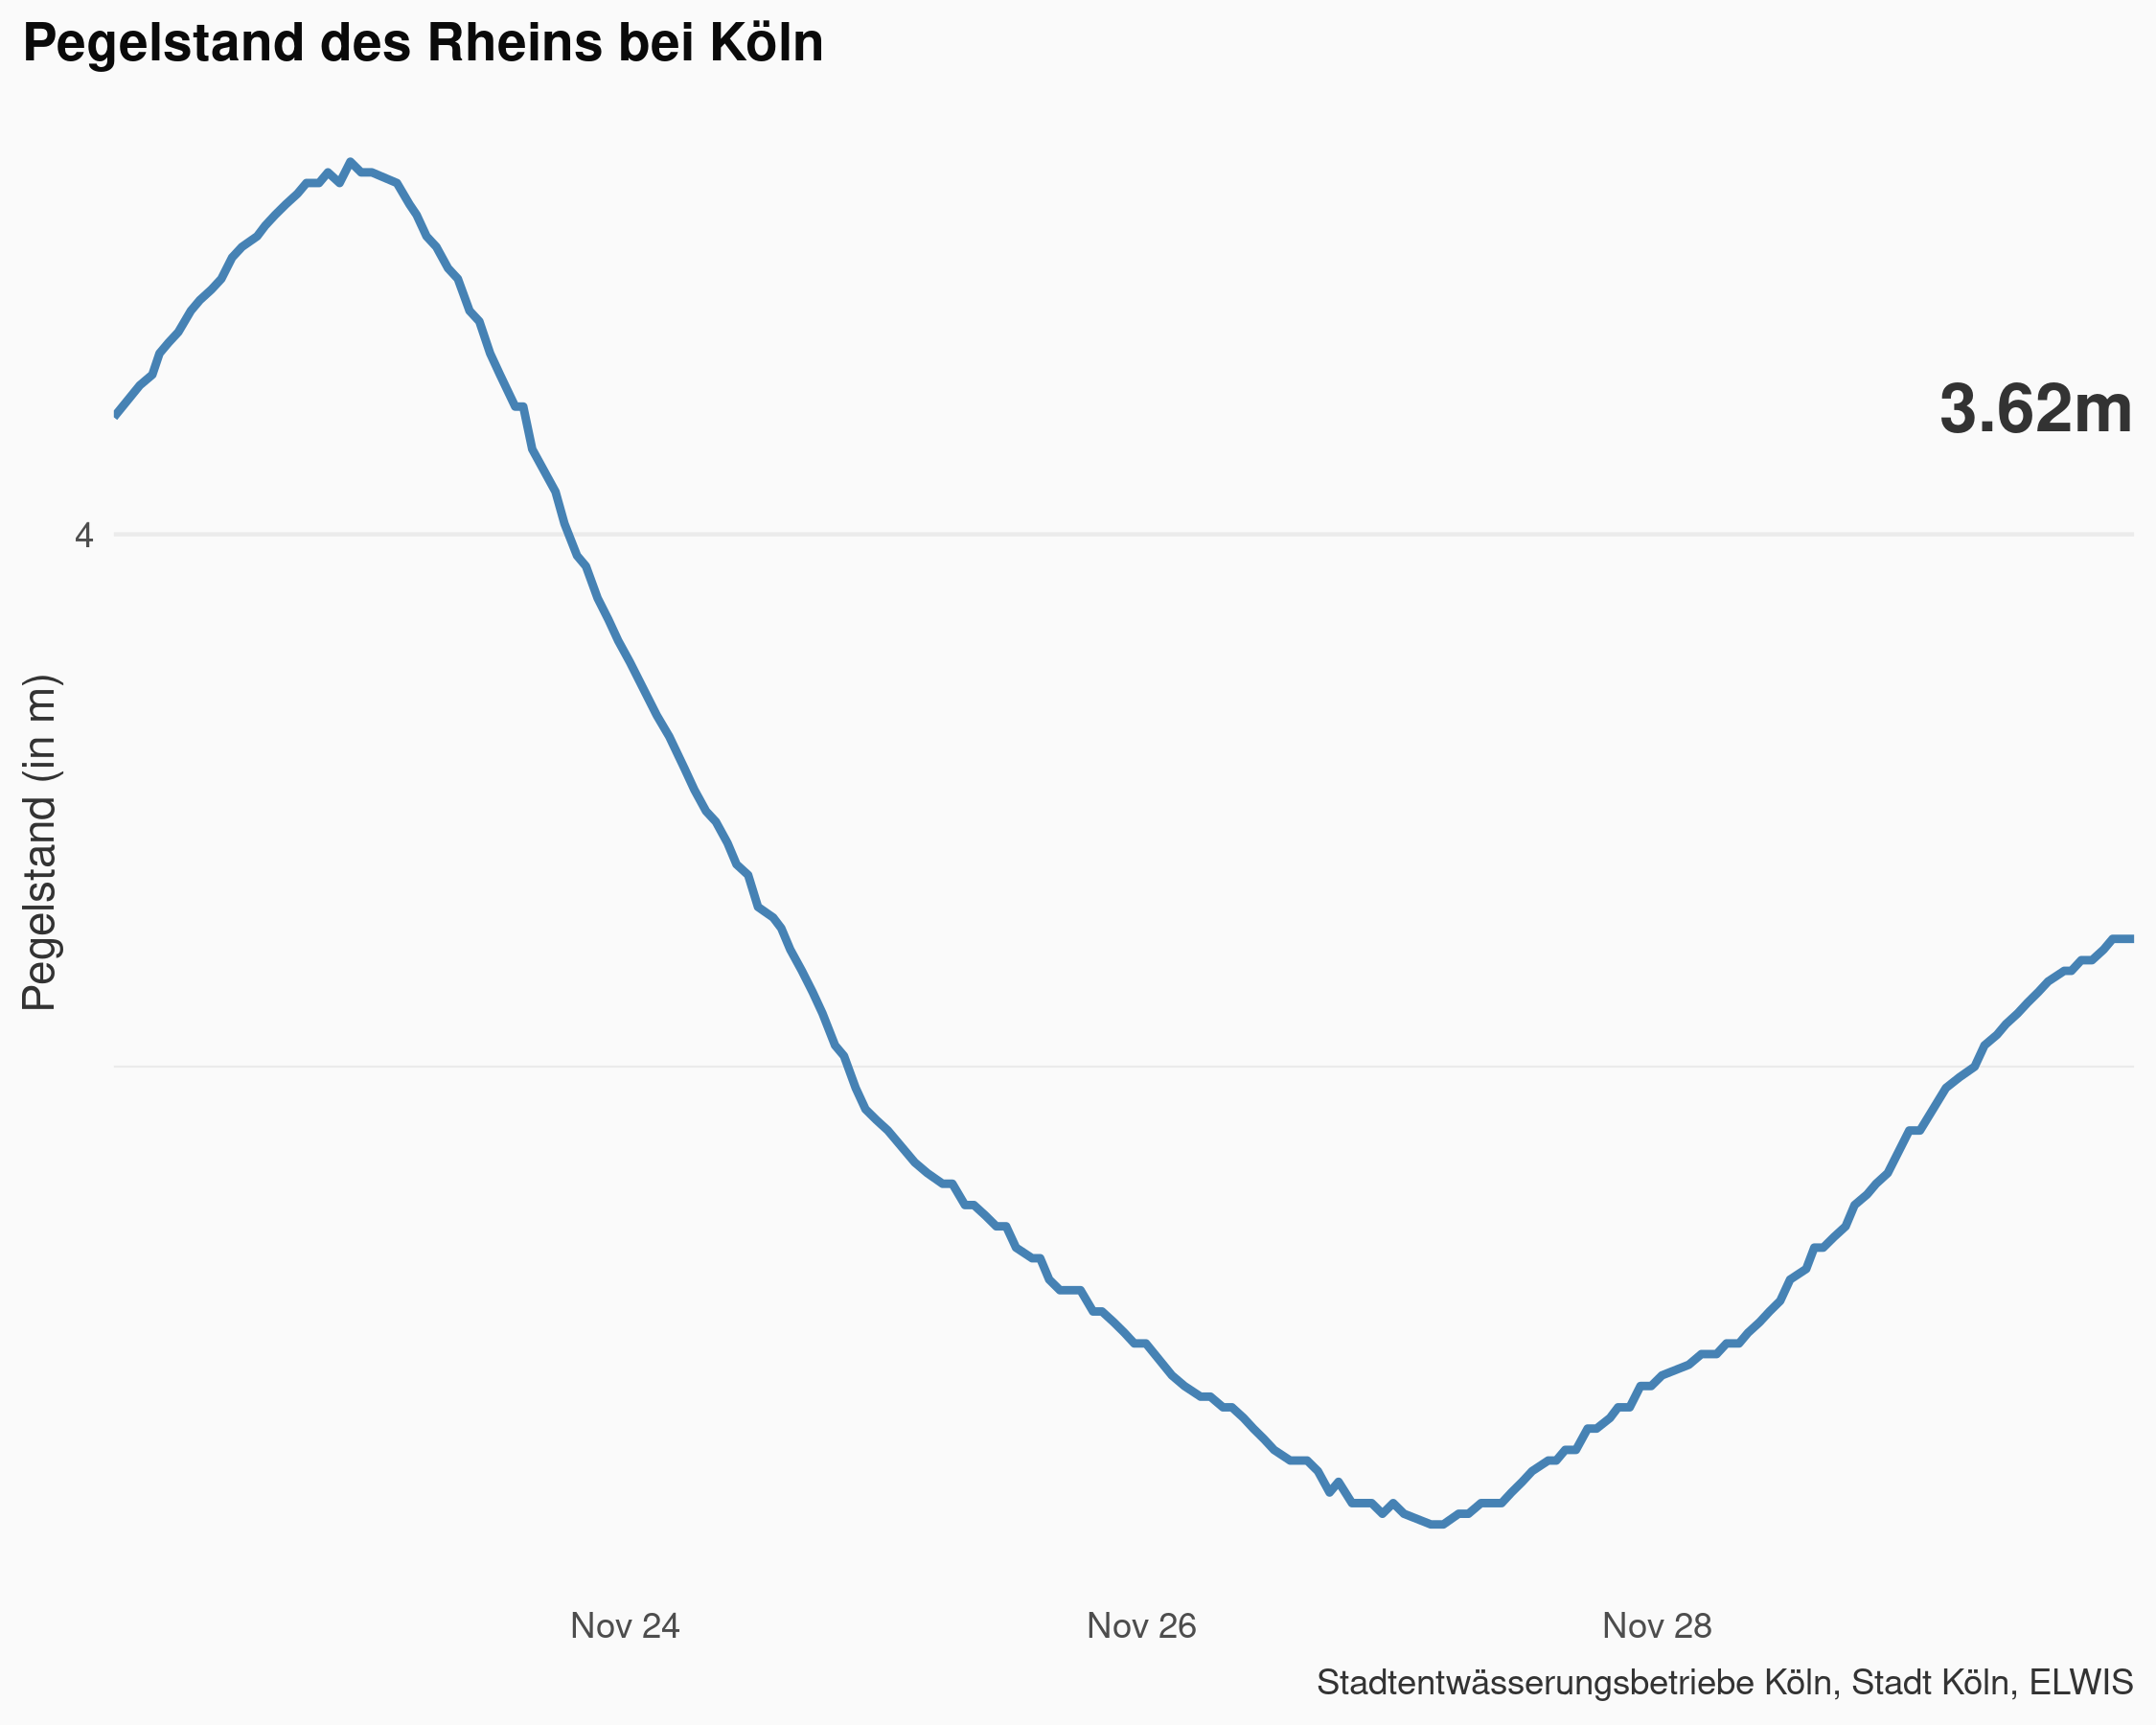 Pegelstand des Rheins bei Köln
3.62m
4
Pegelstand (in m)
Nov 24
Nov 26
Nov 28
Stadtentwässerungsbetriebe Köln, Stadt Köln, ELWIS